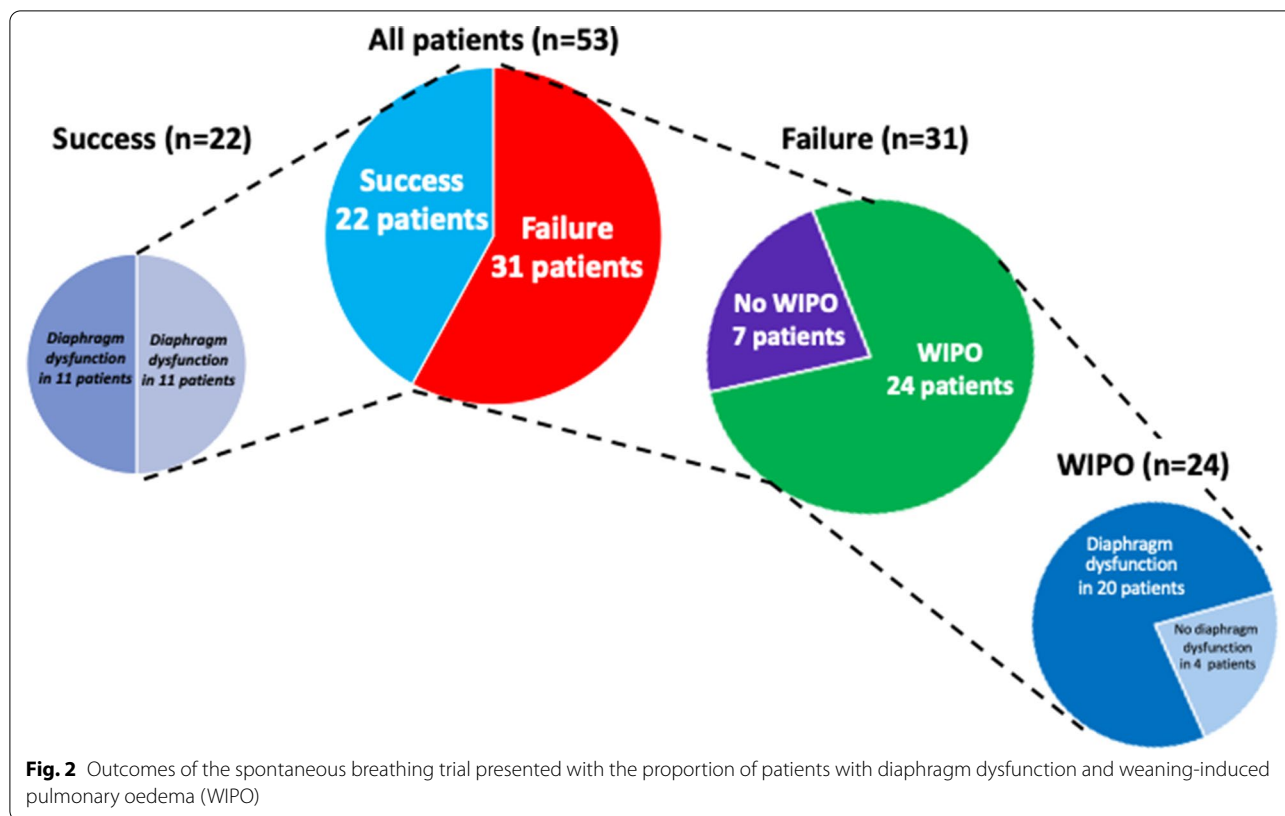 All patients (n=53)
Success (n=22)
Failure (n=31)
Success
22 patients
Failure
31 patients
Diaphragm
dysfunction
in 11 patients
Diaphragm
dysfunction
in 11 patients
No WIPO
7 patients
WIPO
24 patients
WIPO (n=24)
Diaphragm
dysfunction
in 20 patients
No diaphragm
dysfunction
in 4 patients
Fig. 2 Outcomes of the spontaneous breathing trial presented with the proportion of patients with diaphragm dysfunction and weaning-induced
pulmonary oedema (WIPO)